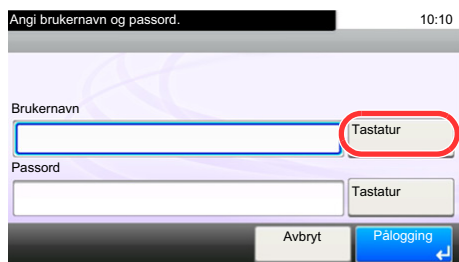 Angi brukernavn og passord. 10:10
Brukernavn
Tastatur
Passord
Tastatur
Avbryt Pålogging